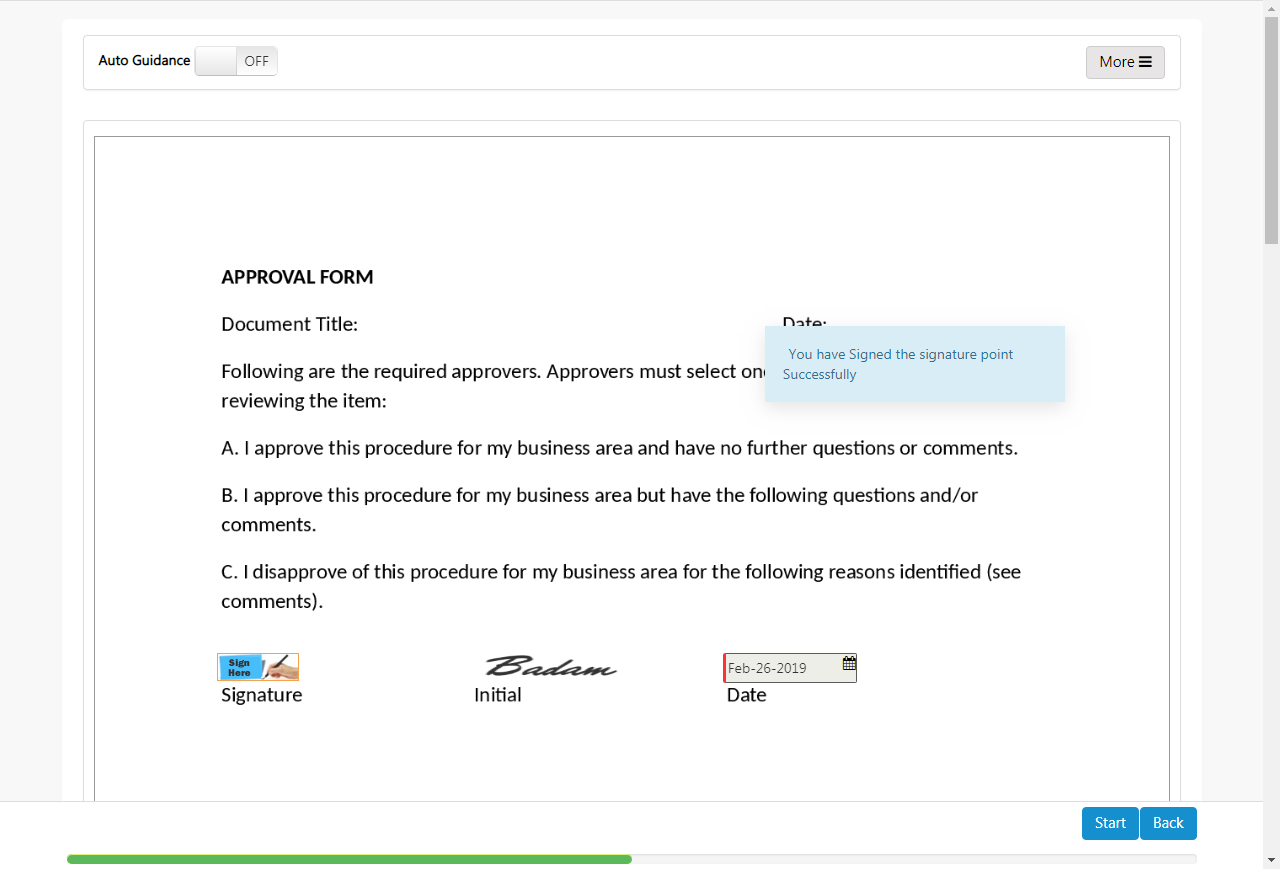 Auto Guidance OFF More
APPROVAL FORM
Document Title: Date:
You have Signed the signature point
Successfully
Following are the required approvers. Approvers must select
reviewing the item:
A. I approve this procedure for my business area and have no further questions or comments.
B. I approve this procedure for my business area but have the following questions and/or
comments.
C. I disapprove of this procedure for my business area for the following reasons identified (see
comments).
Sign
Here
Badam
Feb-26-2019
Signature Initial Date
Start Back